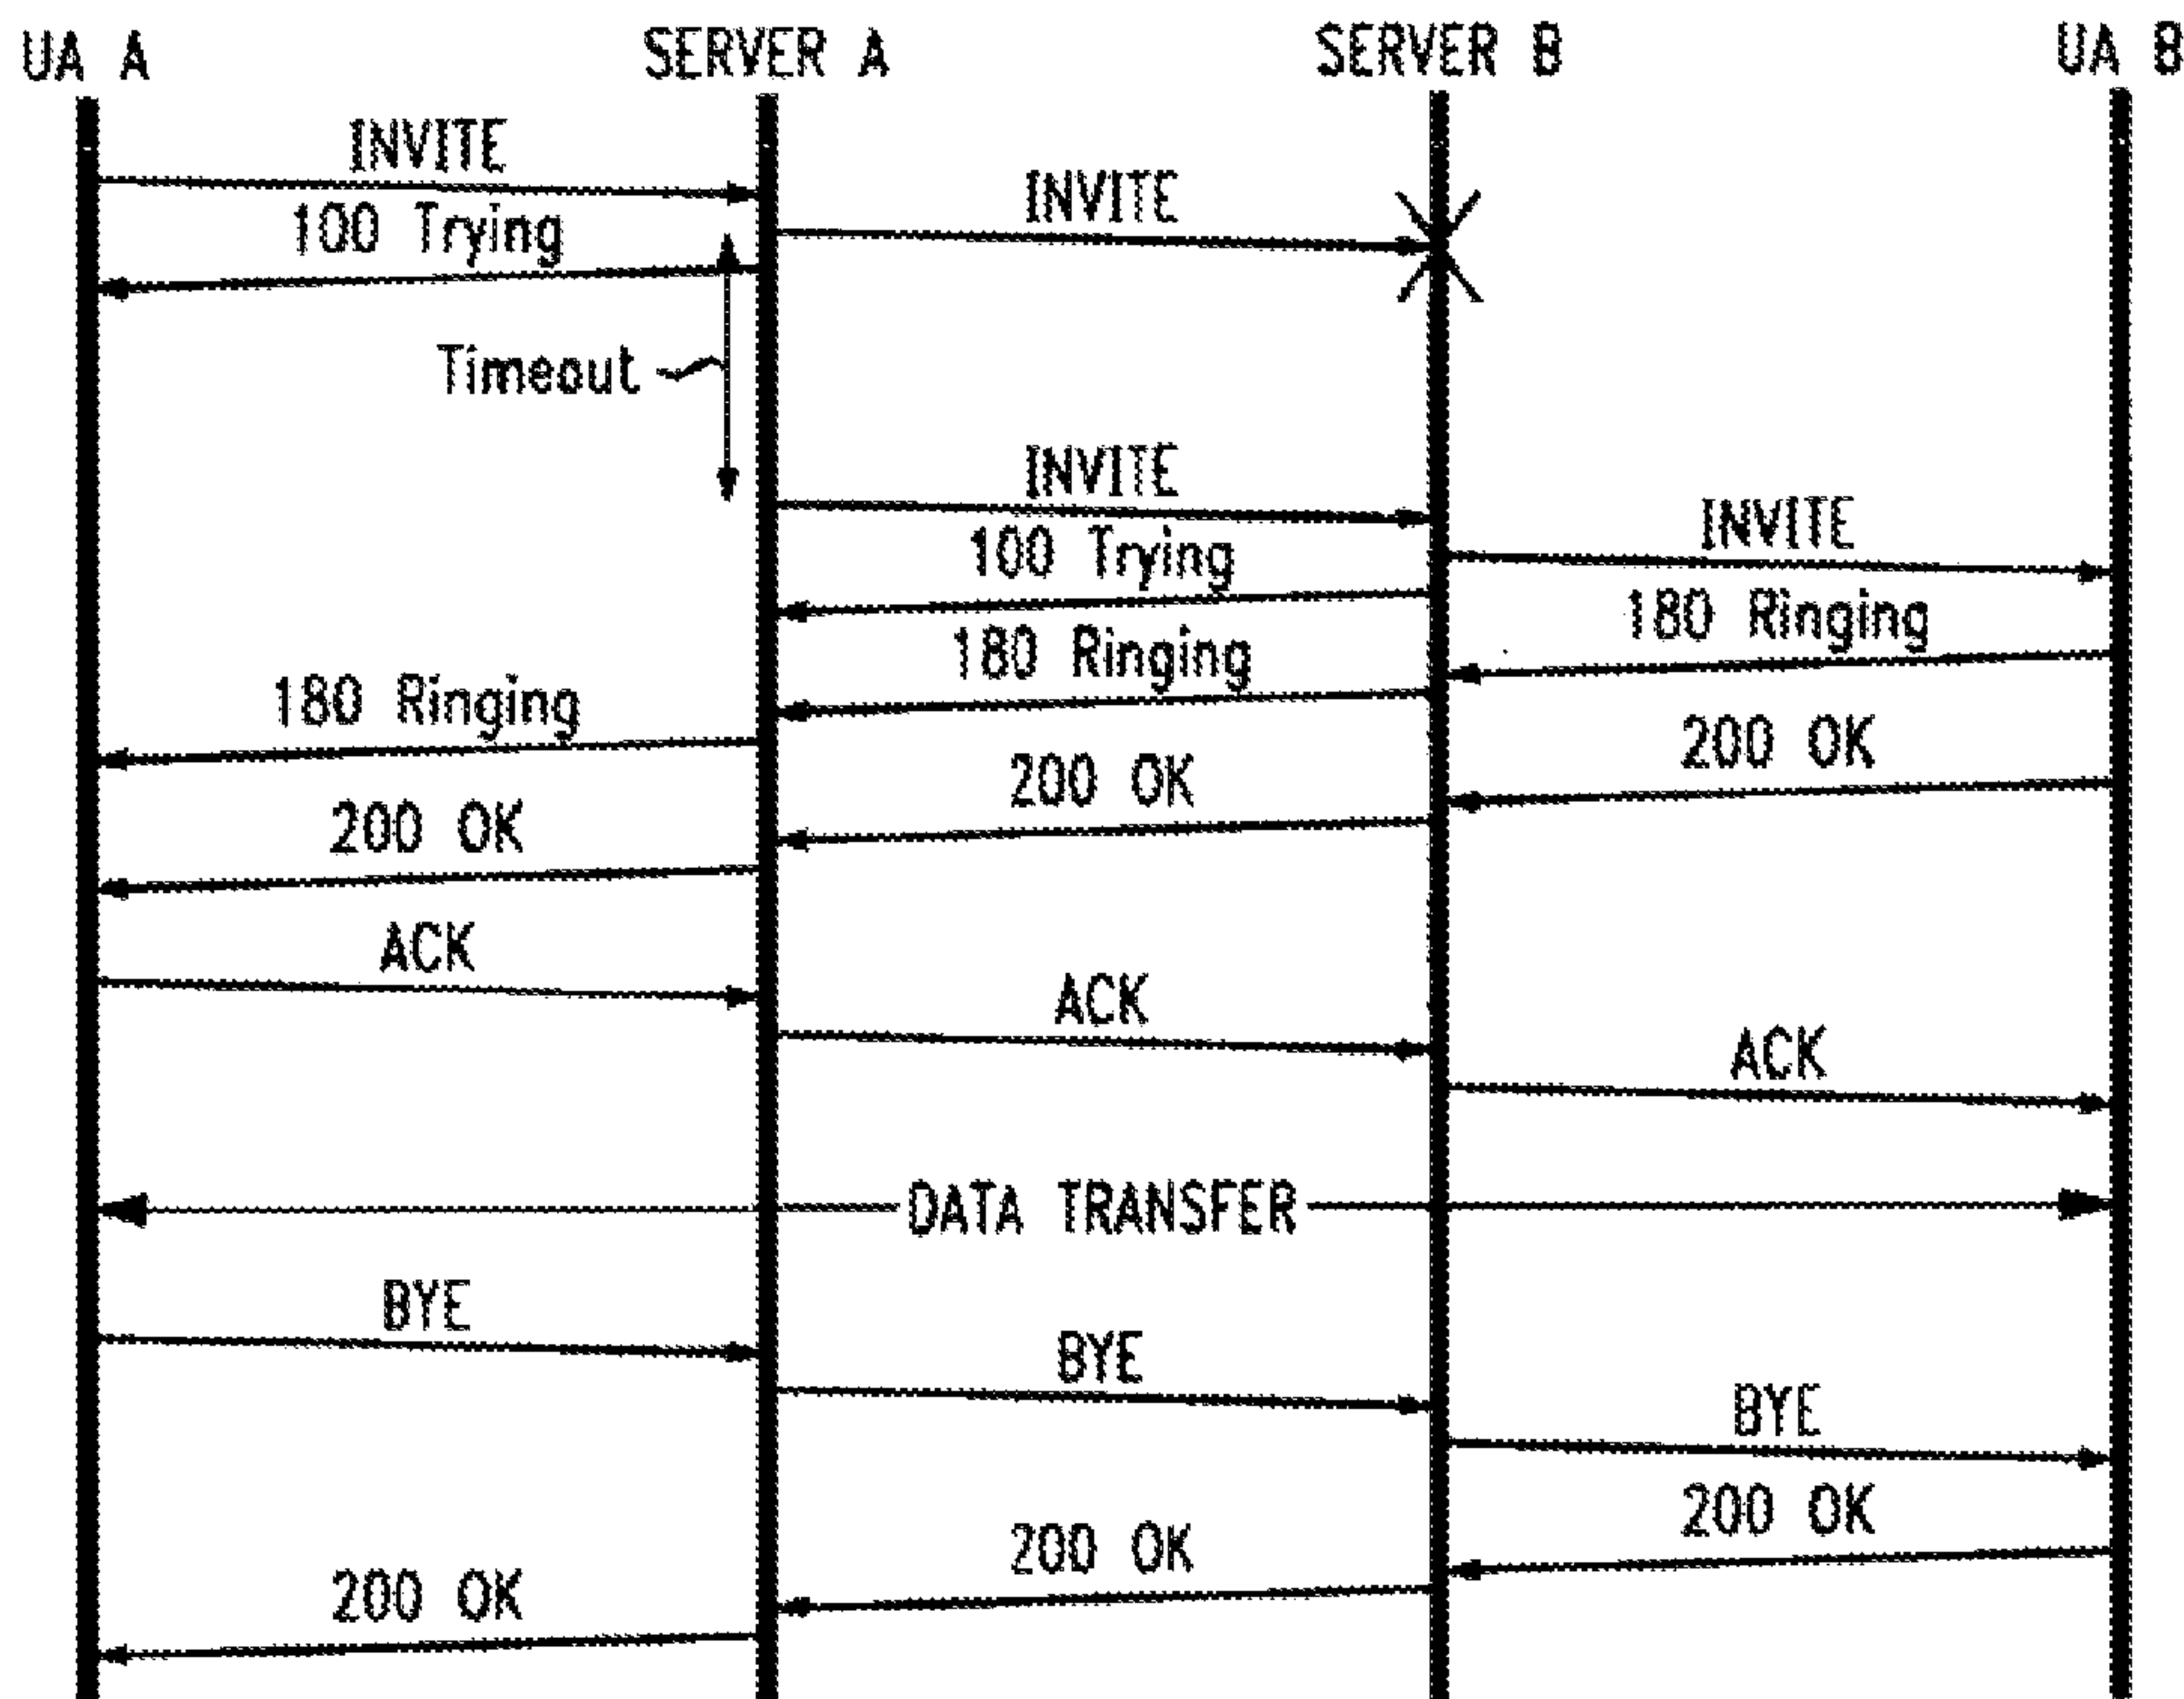 UA A
SERVER A
SERVER B
UA B
INVITE
INVITE
100 Trying
Timeout
INVITE
INVITE
100 Trying
180 Ringing
180 Ringing
180 Ringing
200 OK
200 OK
200 OK
ACK
ACK
ACK
DATA TRANSFER
BYE
BYE
BYE
200 OK
200 OK
200 OK